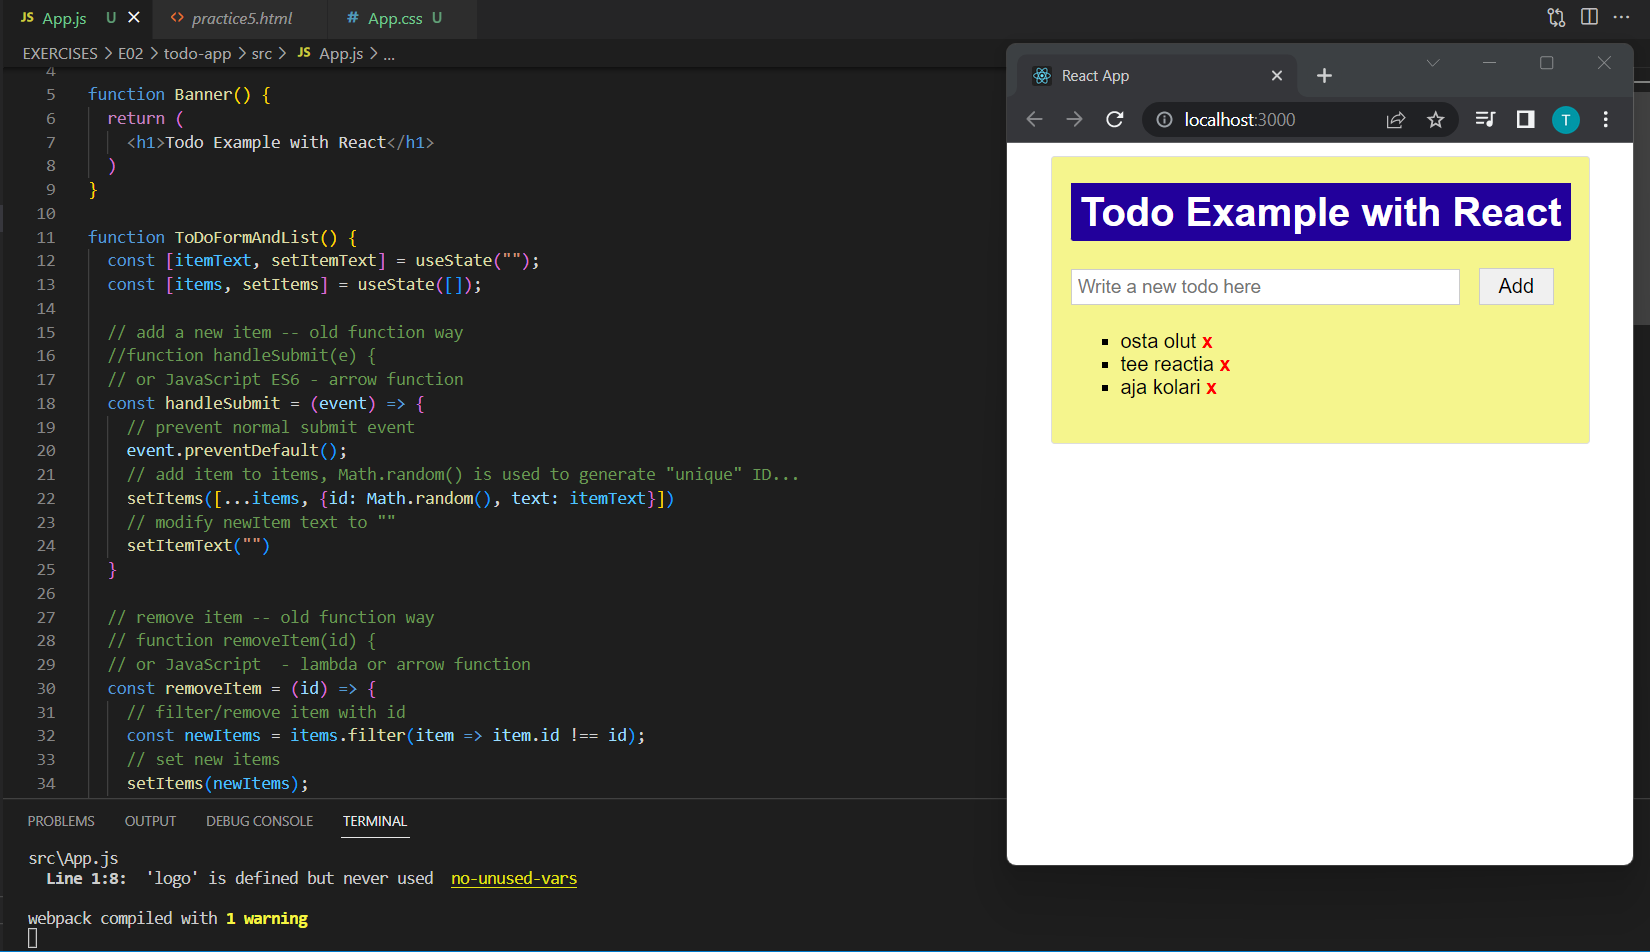 JS App.js U × <> practice5.html # App.css U
EXERCISES > E02 > todo-app > src > JS App.js > ...
4
5 function Banner() {
6 return (
7 <h1>Todo Example with React</h1>
8 )
9 }
10
11 function ToDoFormAndList() {
12 const [itemText, setItemText] = useState("");
13 const [items, setItems] = useState([]);
14
15 // add a new item -- old function way
16 //function handleSubmit(e) {
17 // or JavaScript ES6 - arrow function
18 const handleSubmit = (event) => {
19 // prevent normal submit event
20 event.preventDefault();
21 // add item to items, Math.random() is used to generate "unique" ID...
22 setItems([...items, {id: Math.random(), text: itemText}])
23 // modify newItem text to ""
24 setItemText("")
25 }
26
27 // remove item -- old function way
28 // function removeItem(id) {
29 // or JavaScript  - lambda or arrow function
30 const removeItem = (id) => {
31 // filter/remove item with id
32 const newItems = items.filter(item => item.id !== id);
33 // set new items
34 setItems(newItems);
PROBLEMS OUTPUT DEBUG CONSOLE TERMINAL
src\App.js
Line 1:8: 'logo' is defined but never used no-unused-vars
webpack compiled with 1 warning
React App
localhost:3000 T
Todo Example with React
Write a new todo here Add
osta olut x
tee reactia x
aja kolari x